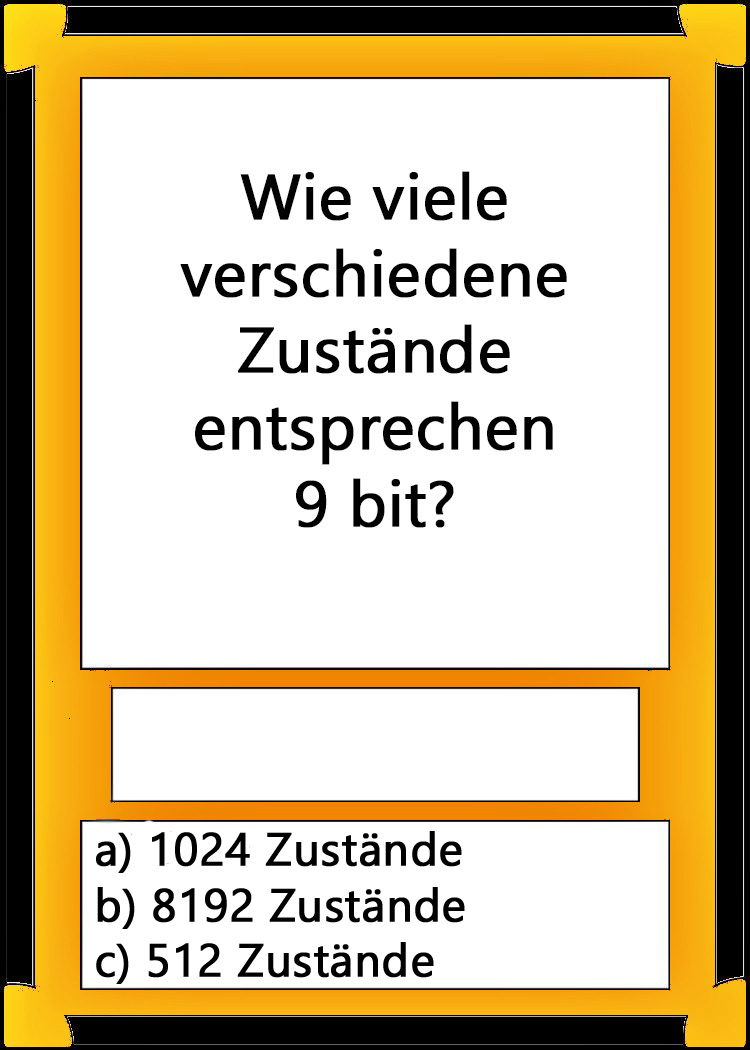 Wie viele
verschiedene
Zustände
entsprechen
9 bit?
a) 1024 Zustände
b) 8192 Zustände
c) 512 Zustände